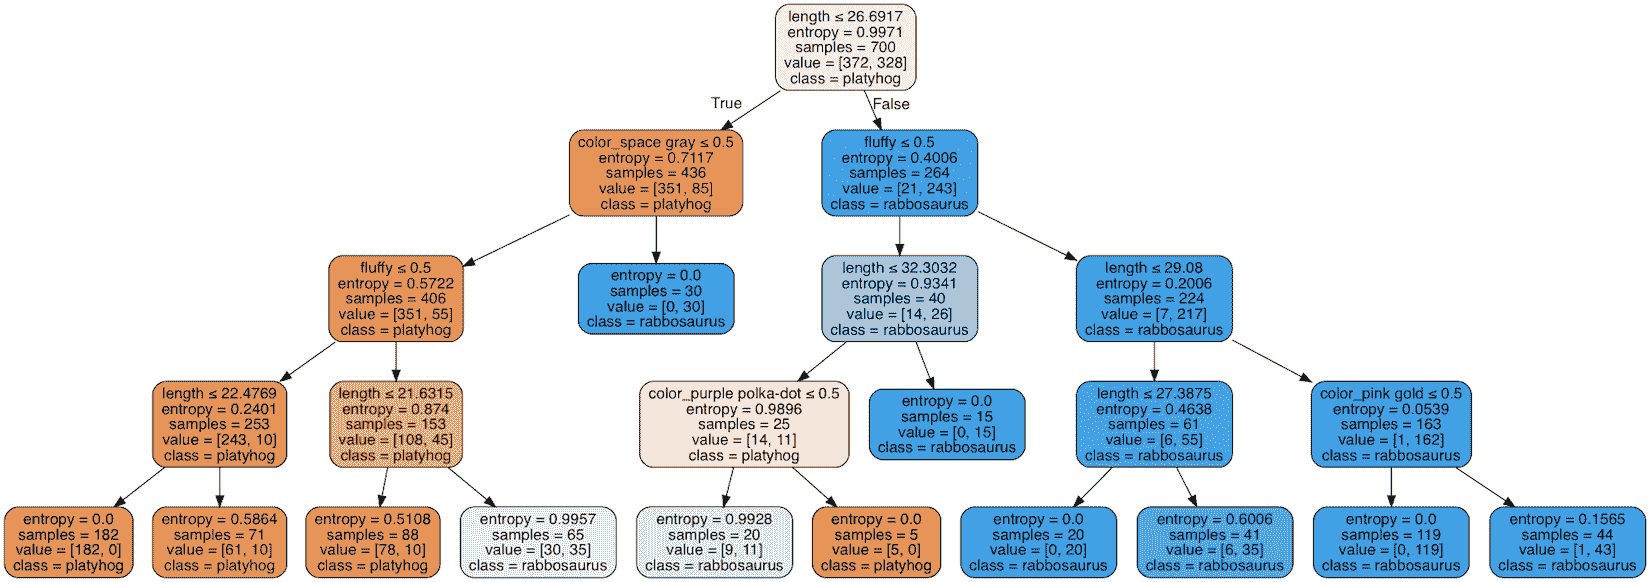 length ≤ 26.6917
entropy = 0.9971
samples = 700
value = [372, 328]
class = platyhog
True
False
color_space gray ≤ 0.5
entropy = 0.7117
samples = 436
value = [351, 85]
class = platyhog
fluffy ≤ 0.5
entropy = 0.4006
samples = 264
value = [21, 243]
class = rabbosaurus
fluffy ≤ 0.5
entropy = 0.5722
samples = 406
value = [351, 55]
class = platyhog
entropy = 0.0
samples = 30
value = [0, 30]
class = rabbosaurus
length ≤ 32.3032
entropy = 0.9341
samples = 40
value = [14, 26]
class = rabbosaurus
length ≤ 29.08
entropy = 0.2006
samples = 224
value = [7, 217]
class = rabbosaurus
length ≤ 22.4769
entropy = 0.2401
samples = 253
value = [243, 10]
class = platyhog
length ≤ 21.6315
entropy = 0.874
samples = 153
value = [108, 45]
class = platyhog
color_purple polka-dot ≤ 0.5
entropy = 0.9896
samples = 25
value = [14, 11]
class = platyhog
entropy = 0.0
samples = 15
value = [0, 15]
class = rabbosaurus
length ≤ 27.3875
entropy = 0.4638
samples = 61
value = [6, 55]
class = rabbosaurus
color_pink gold ≤ 0.5
entropy = 0.0539
samples = 163
value = [1, 162]
class = rabbosaurus
entropy = 0.0
samples = 182
value = [182, 0]
class = platyhog
entropy = 0.5864
samples = 71
value = [61, 10]
class = platyhog
entropy = 0.5108
samples = 88
value = [78, 10]
class = platyhog
entropy = 0.9957
samples = 65
value = [30, 35]
class = rabbosaurus
entropy = 0.9928
samples = 20
value = [9, 11]
class = rabbosaurus
entropy = 0.0
samples = 5
value = [5, 0]
class = platyhog
entropy = 0.0
samples = 20
value = [0, 20]
class = rabbosaurus
entropy = 0.6006
samples = 41
value = [6, 35]
class = rabbosaurus
entropy = 0.0
samples = 119
value = [0, 119]
class = rabbosaurus
entropy = 0.1565
samples = 44
value = [1, 43]
class = rabbosaurus